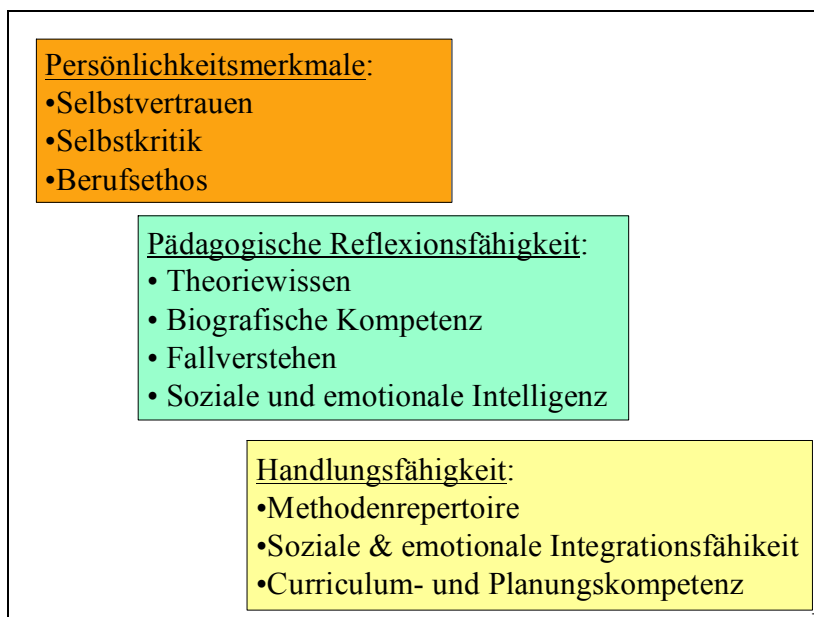 Persönlichkeitsmerkmale:
•Selbstvertrauen
•Selbstkritik
•Berufsethos
Pädagogische Reflexionsfähigkeit:
• Theoriewissen
• Biografische Kompetenz
• Fallverstehen
• Soziale und emotionale Intelligenz
Handlungsfähigkeit:
•Methodenrepertoire
•Soziale & emotionale Integrationsfähikeit
•Curriculum- und Planungskompetenz